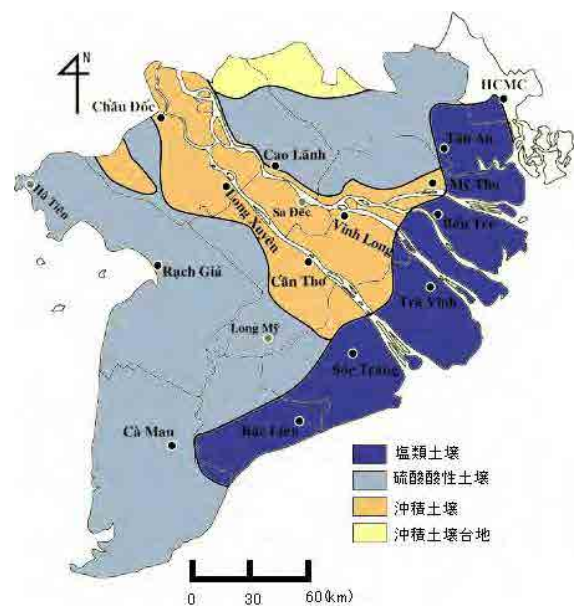 N
HCMC
Châu Đốc
Tân An
Cao Lãnh
Mỹ Tho
Hà Tiên
Sa Đéc
Bến Tre
Long Xuyên
Vĩnh Long
Rạch Giá
Cần Thơ
Trà Vinh
Long Mỹ
Sóc Trăng
Bạc Liêu
Cà Mau
塩類土壌
硫酸酸性土壌
沖積土壌
沖積土壌台地
0 30 60(km)